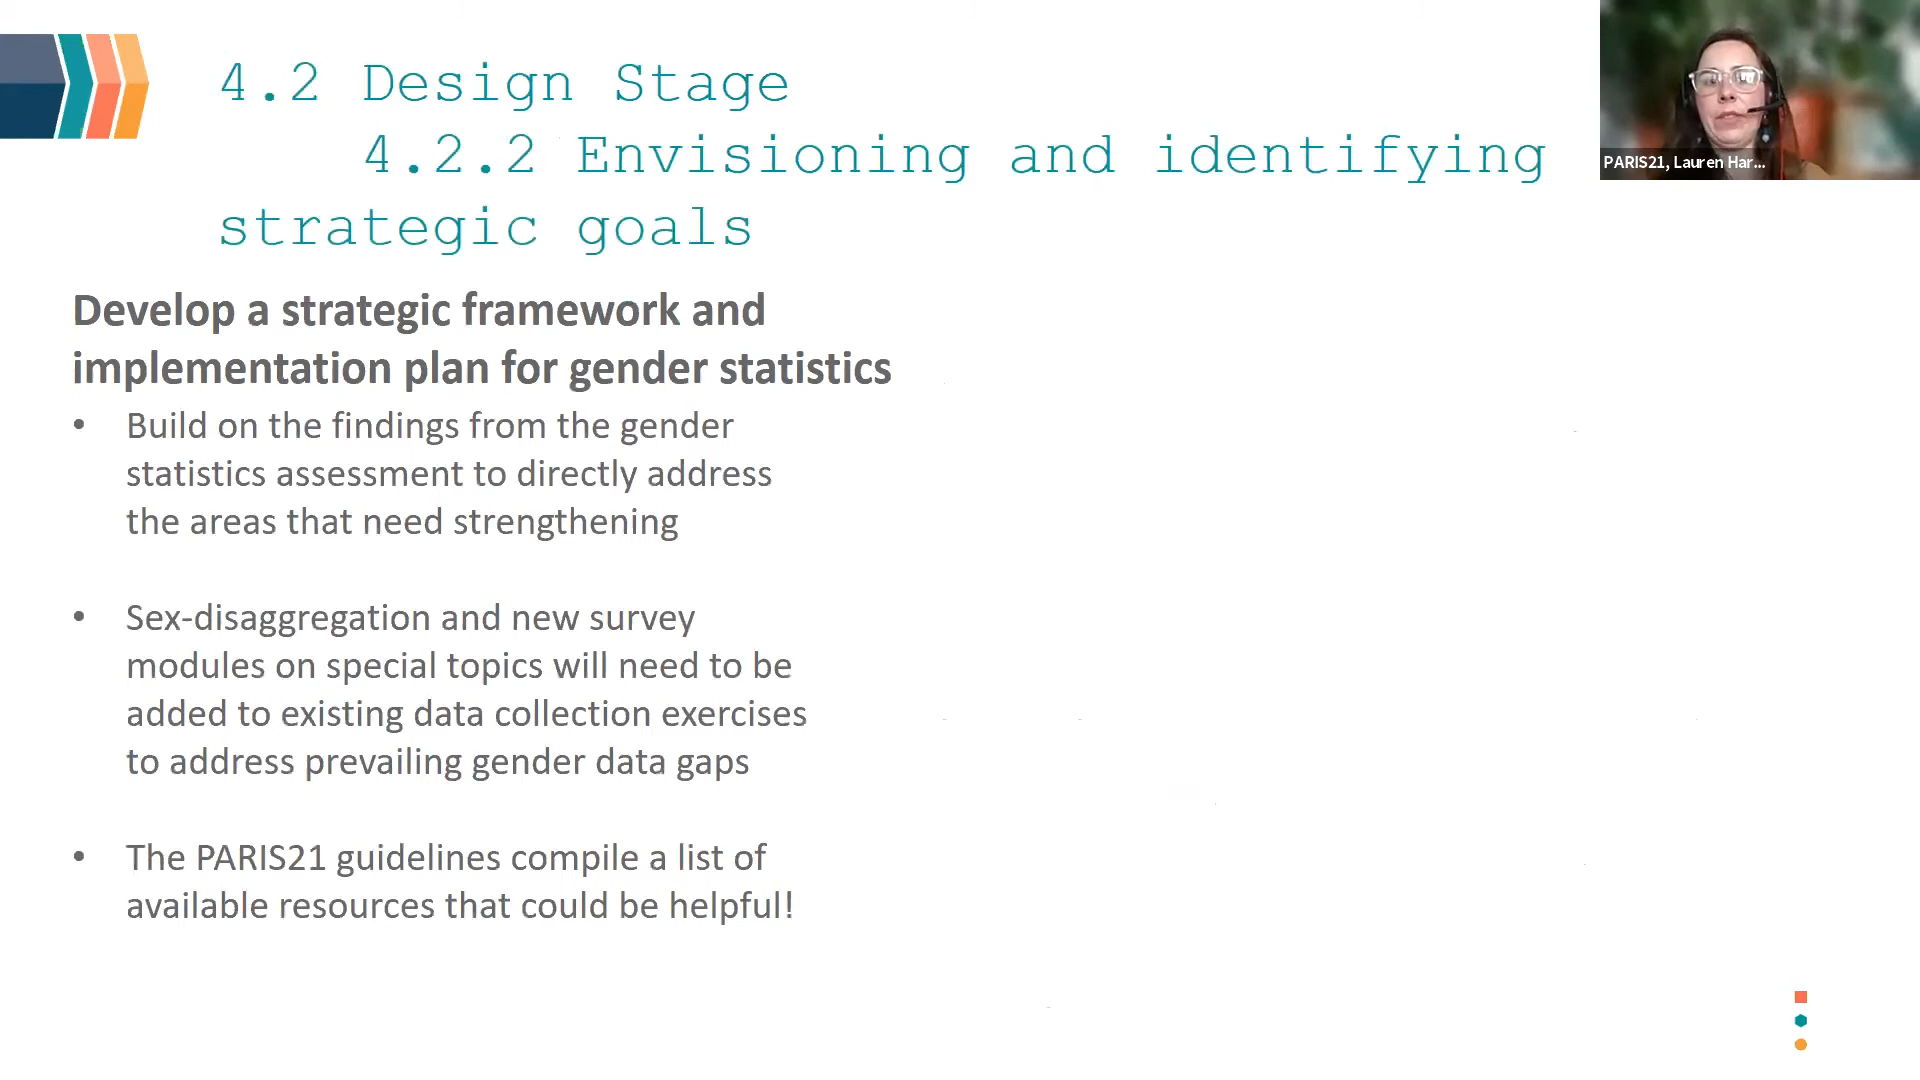 4.2 Design Stage
4.2.2 Envisioning and identifying
strategic goals
PARIS21, Lauren Har...
Develop a strategic framework and
implementation plan for gender statistics
• Build on the findings from the gender
statistics assessment to directly address
the areas that need strengthening
• Sex-disaggregation and new survey
modules on special topics will need to be
added to existing data collection exercises
to address prevailing gender data gaps
• The PARIS21 guidelines compile a list of
available resources that could be helpful!